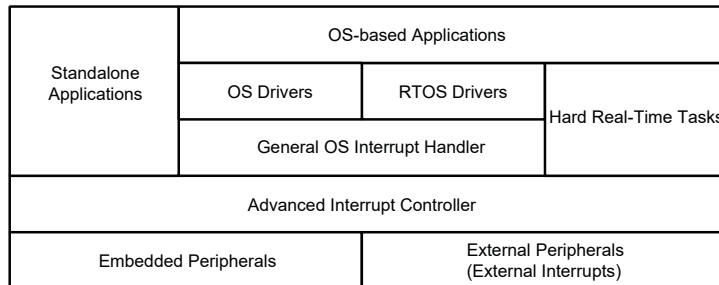 OS-based Applications
Standalone
Applications
OS Drivers
RTOS Drivers
Hard Real-Time Tasks
General OS Interrupt Handler
Advanced Interrupt Controller
Embedded Peripherals
External Peripherals
(External Interrupts)